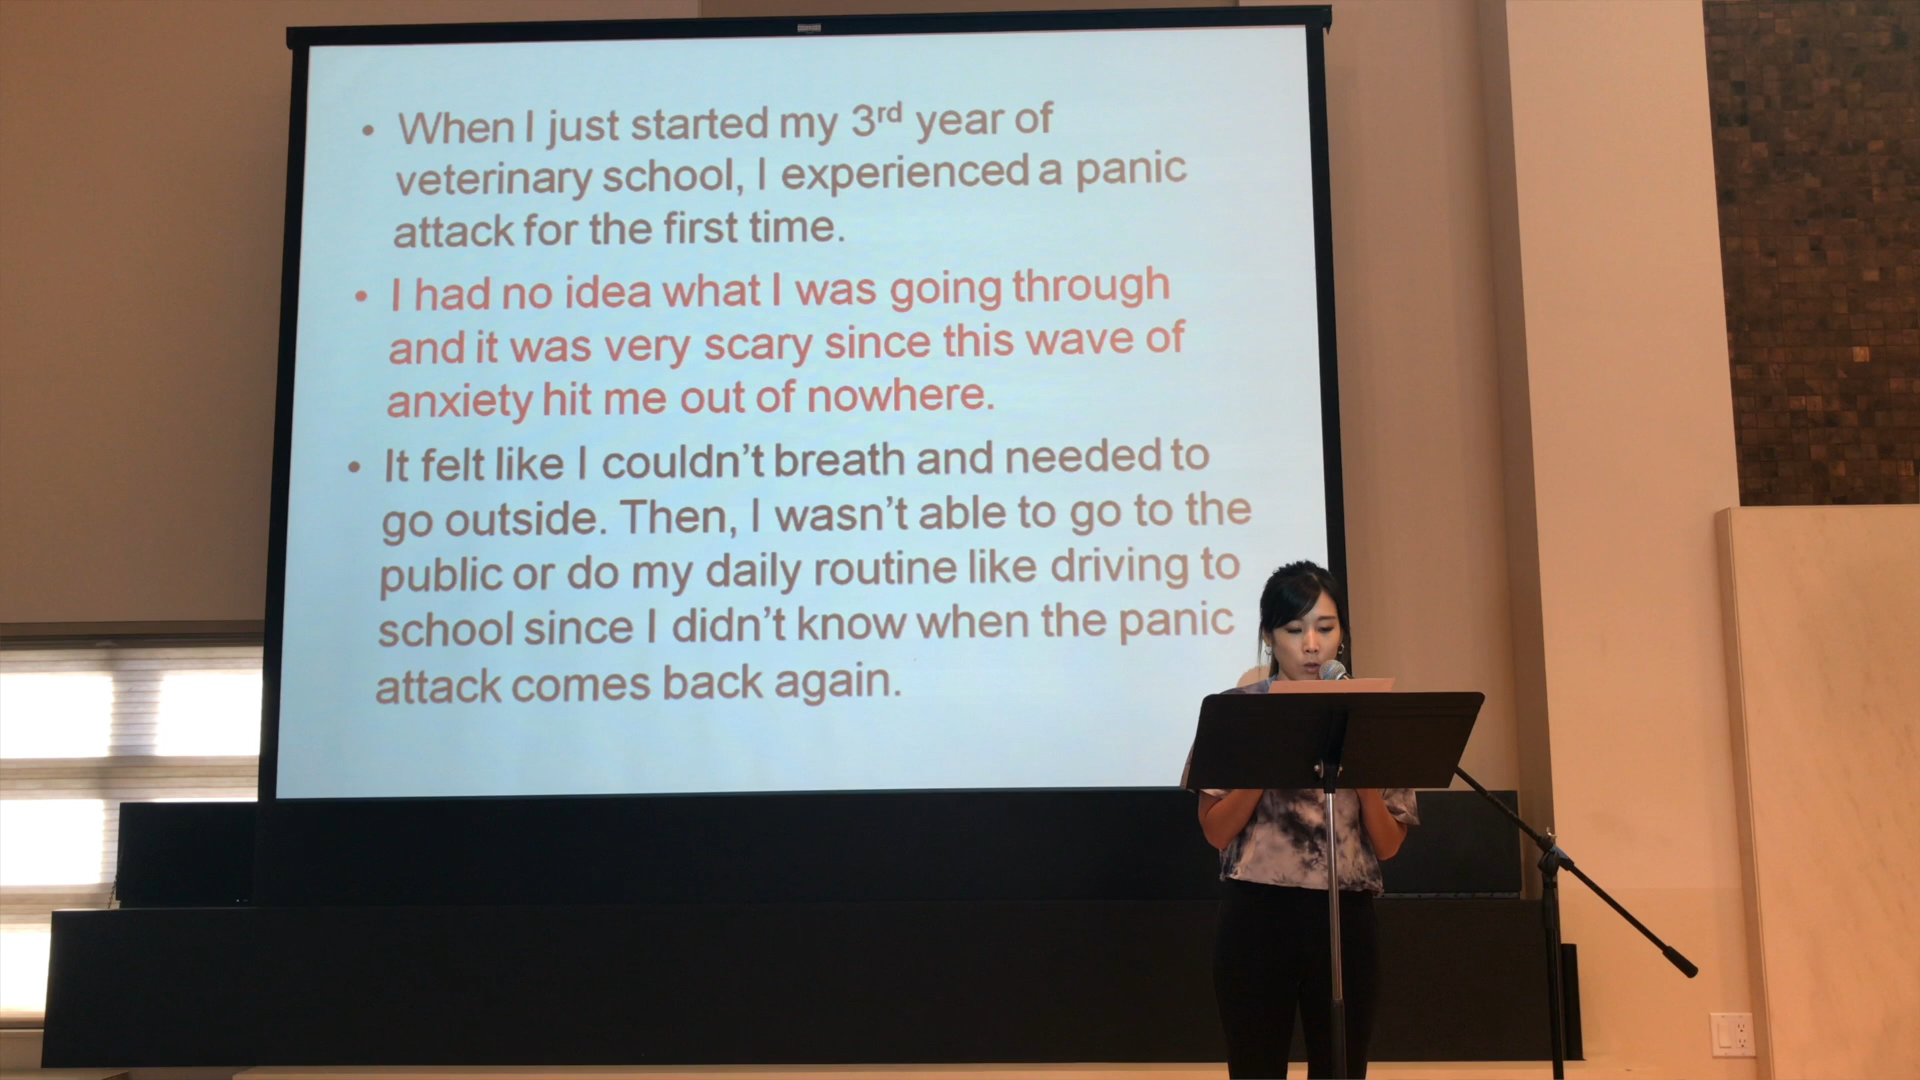 • When I just started my 3rd year of
veterinary school, I experienced a panic
attack for the first time.
• I had no idea what I was going through
and it was very scary since this wave of
anxiety hit me out of nowhere.
• It felt like I couldn't breath and needed to
go outside. Then, I wasn't able to go to the
public or do my daily routine like driving to
school since I didn't know when the panic
attack comes back again.